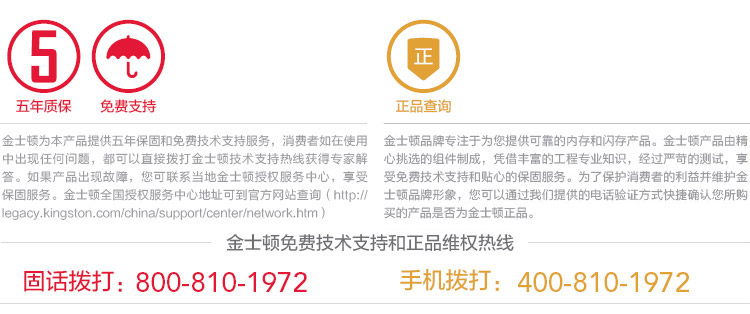 5
五年质保
免费支持
金士顿为本产品提供五年保固和免费技术支持服务，消费者如在使用
中出现任何问题，都可以直接拨打金士顿技术支持热线获得专家解
答。如果产品出现故障，您可联系当地金士顿授权服务中心，享受
保固服务。金士顿全国授权服务中心地址可到官方网站查询（http://
legacy.kingston.com/china/support/center/network.htm）
正
正品查询
金士顿品牌专注于为您提供可靠的内存和闪存产品。金士顿产品由精
心挑选的组件制成，凭借丰富的工程专业知识，经过严苛的测试，享
受免费技术支持和贴心的保固服务。为了保护消费者的利益并维护金士
顿品牌形象，您可以通过我们提供的电话验证方式快捷确认您所购
买的产品是否为金士顿正品。
金士顿免费技术支持和正品维权热线
固话拨打：800-810-1972
手机拨打：400-810-1972